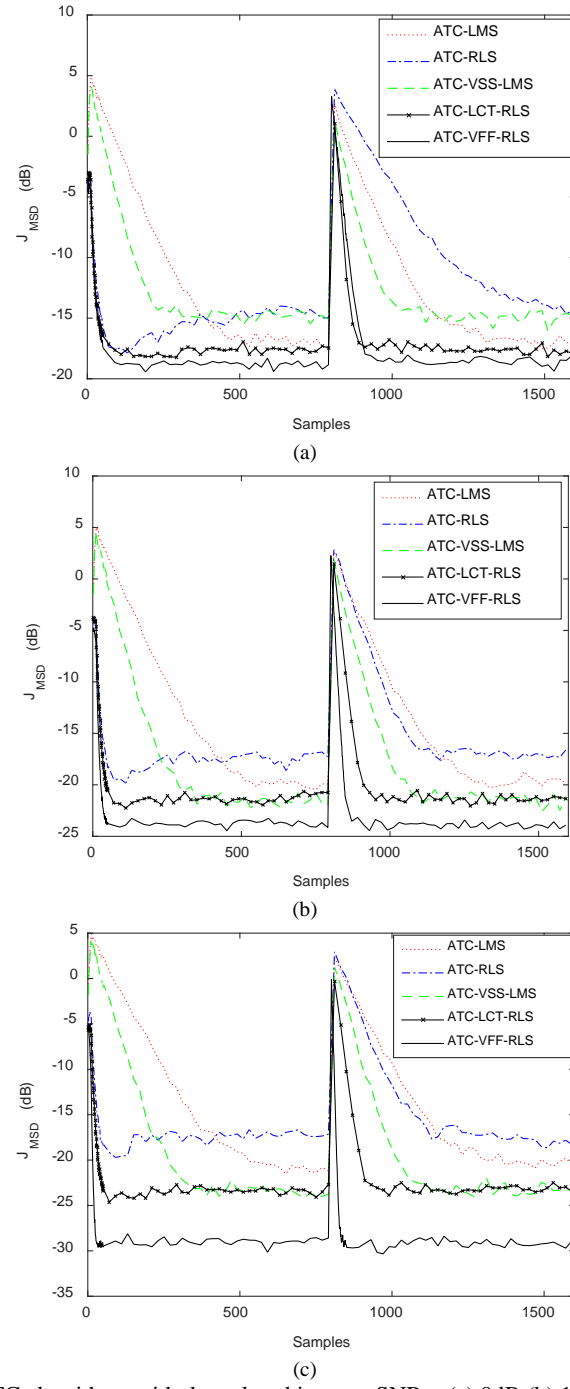 10
5
0
-5
-10
-15
-20
J MSD (dB)
0 500 1000 1500
Samples
ATC-LMS
ATC-RLS
ATC-VSS-LMS
ATC-LCT-RLS
ATC-VFF-RLS
(a)
10
5
0
-5
-10
-15
-20
-25
J MSD (dB)
0 500 1000 1500
Samples
ATC-LMS
ATC-RLS
ATC-VSS-LMS
ATC-LCT-RLS
ATC-VFF-RLS
(b)
5
0
-5
-10
-15
-20
-25
-30
-35
J MSD (dB)
0 500 1000 1500
Samples
ATC-LMS
ATC-RLS
ATC-VSS-LMS
ATC-LCT-RLS
ATC-VFF-RLS
(c)